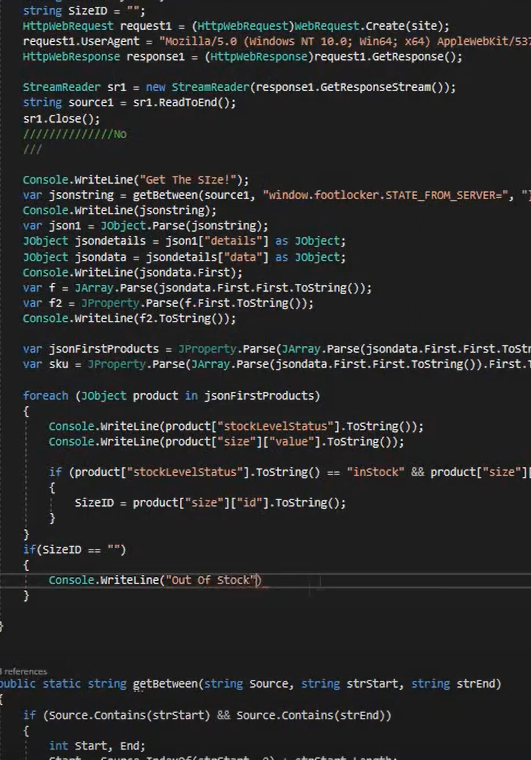 string SizeID = "";
HttpWebRequest request1 = (HttpWebRequest)WebRequest.Create(site);
request1.UserAgent = "Mozilla/5.0 (Windows NT 10.0; Win64; x64) AppleWebKit/537
HttpWebResponse response1 = (HttpWebResponse)request1.GetResponse();
StreamReader sr1 = new StreamReader(response1.GetResponseStream());
string source1 = sr1.ReadToEnd();
sr1.Close();
//////////////No
///
Console.WriteLine("Get The SIze!");
var jsonstring = getBetween(source1, "window.footlocker.STATE_FROM_SERVER=", "}
Console.WriteLine(jsonstring);
var json1 = JObject.Parse(jsonstring);
JObject jsondetails = json1["details"] as JObject;
JObject jsondata = jsondetails["data"] as JObject;
Console.WriteLine(jsondata.First);
var f = JArray.Parse(jsondata.First.First.ToString());
var f2 = JProperty.Parse(f.First.ToString());
Console.WriteLine(f2.ToString());
var jsonFirstProducts = JProperty.Parse(JArray.Parse(jsondata.First.First.ToStr
var sku = JProperty.Parse(JArray.Parse(jsondata.First.First.ToString()).First.T
foreach (JObject product in jsonFirstProducts)
{
Console.WriteLine(product["stockLevelStatus"].ToString());
Console.WriteLine(product["size"]["value"].ToString());
if (product["stockLevelStatus"].ToString() == "inStock" && product["size"][
{
SizeID = product["size"]["id"].ToString();
}
}
if(SizeID == "")
{
Console.WriteLine("Out Of Stock")
}
}
references
public static string getBetween(string Source, string strStart, string strEnd)
{
if (Source.Contains(strStart) && Source.Contains(strEnd))
{
int Start, End;
Start = Source.IndexOf(strStart, 0) + strStart.Length;